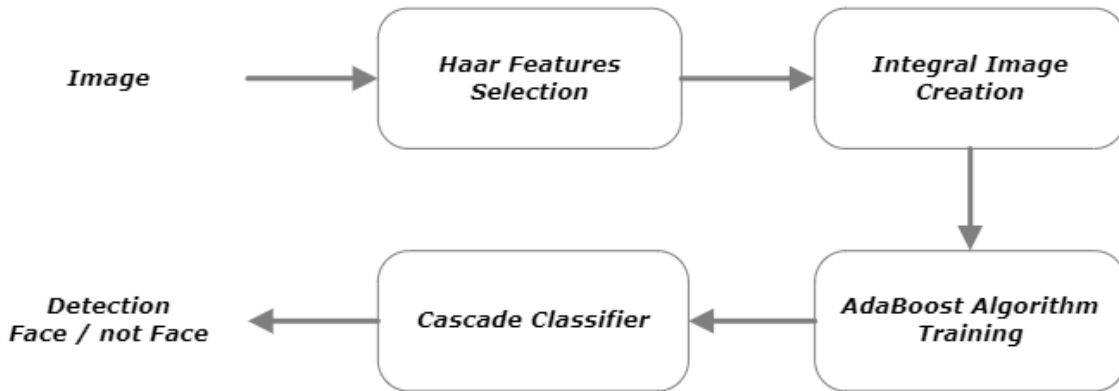 Image
Haar Features
Selection
Integral Image
Creation
AdaBoost Algorithm
Training
Cascade Classifier
Detection
Face / not Face